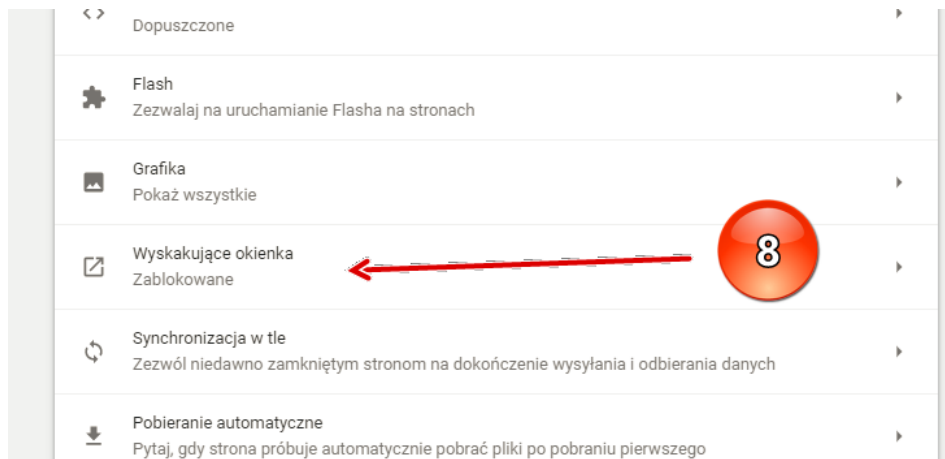 Dopuszczone
Flash
Zezwalaj na uruchamianie Flasha na stronach
Grafika
Pokaż wszystkie
Wyskakujące okienka
Zablokowane
8
Synchronizacja w tle
Zezwól niedawno zamkniętym stronom na dokończenie wysyłania i odbierania danych
Pobieranie automatyczne
Pytaj, gdy strona próbuje automatycznie pobrać pliki po pobraniu pierwszego